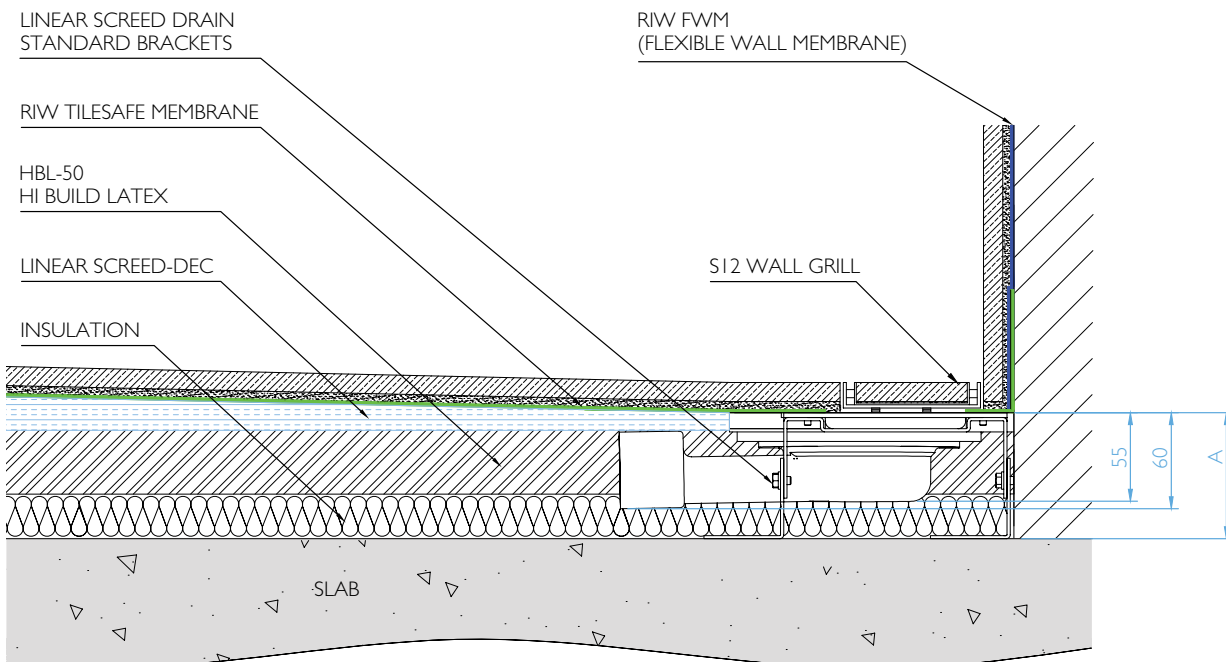 LINEAR SCREED DRAIN
STANDARD BRACKETS
RIW FWM
(FLEXIBLE WALL MEMBRANE)
RIW TILESAFE MEMBRANE
HBL-50
HI BUILD LATEX
LINEAR SCREED-DEC
S12 WALL GRILL
INSULATION
55
60
A
SLAB